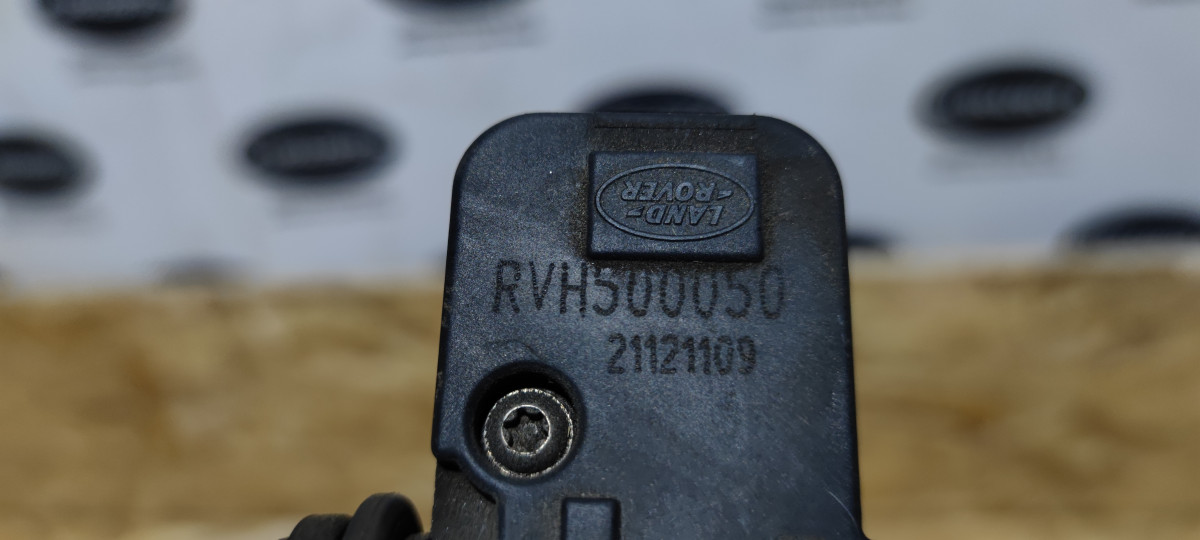 LAND-
-ROVER
RVH500050
21121109